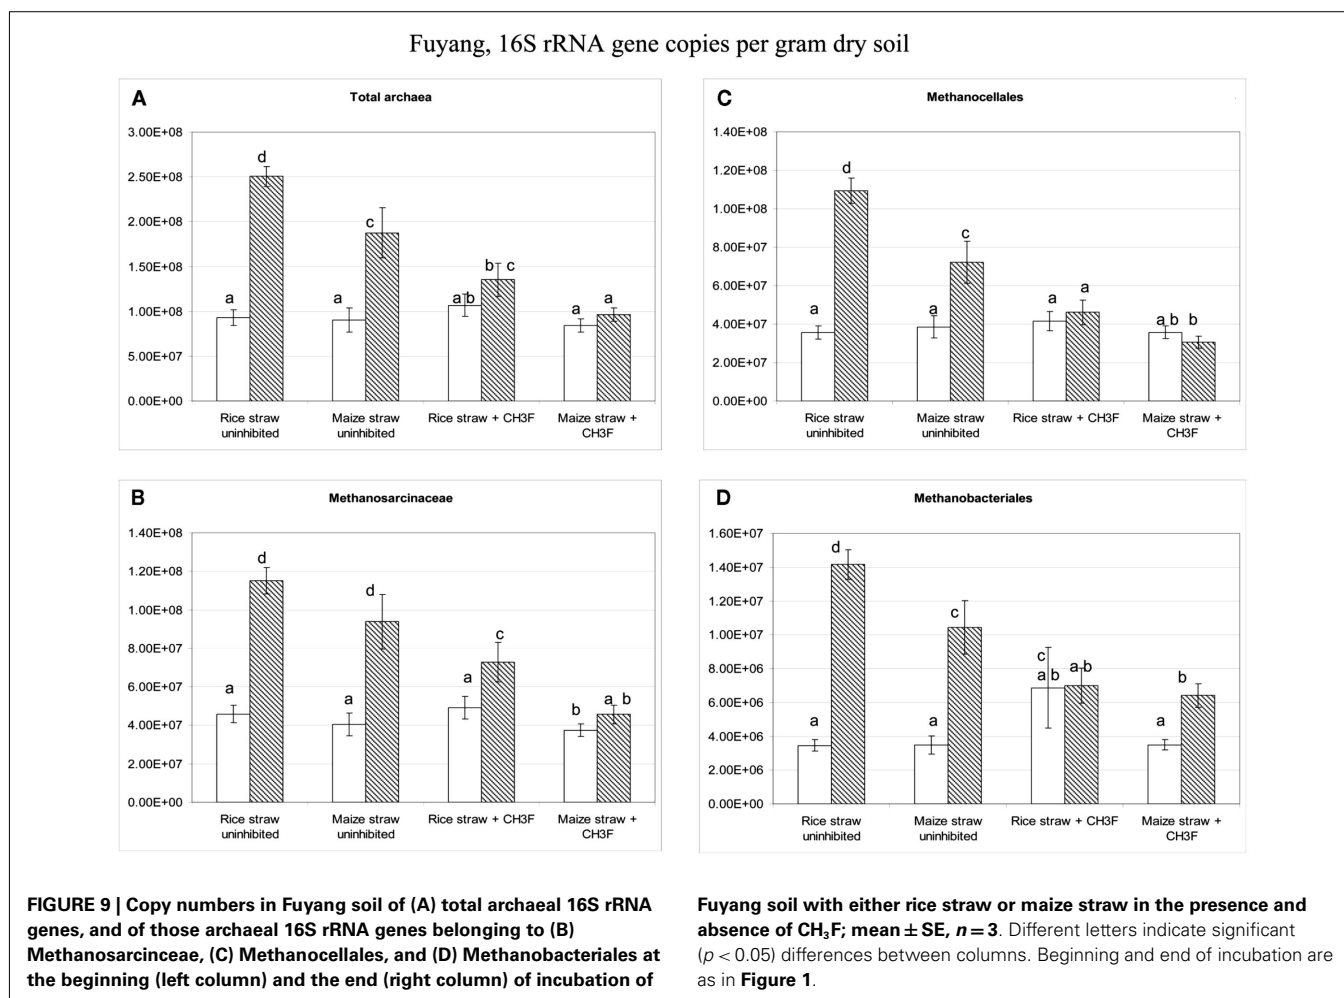 Fuyang, 16S rRNA gene copies per gram dry soil
A
Total archaea
3.00E+08
2.50E+08
2.00E+08
1.50E+08
1.00E+08
5.00E+07
0.00E+00
a
d
a
c
a b
b c
a
a
Rice straw uninhibited
Maize straw uninhibited
Rice straw + CH3F
Maize straw + CH3F
B
Methanosarcinaceae
1.40E+08
1.20E+08
1.00E+08
8.00E+07
6.00E+07
4.00E+07
2.00E+07
0.00E+00
a
d
a
d
a
c
b
a b
Rice straw uninhibited
Maize straw uninhibited
Rice straw + CH3F
Maize straw + CH3F
C
Methanocellales
1.40E+08
1.20E+08
1.00E+08
8.00E+07
6.00E+07
4.00E+07
2.00E+07
0.00E+00
a
d
a
c
a
a
a b
b
Rice straw uninhibited
Maize straw uninhibited
Rice straw + CH3F
Maize straw + CH3F
D
Methanobacteriales
1.60E+07
1.40E+07
1.20E+07
1.00E+07
8.00E+06
6.00E+06
4.00E+06
2.00E+06
0.00E+00
a
d
a
c
c
a b
a b
a
b
Rice straw uninhibited
Maize straw uninhibited
Rice straw + CH3F
Maize straw + CH3F
FIGURE 9 | Copy numbers in Fuyang soil of (A) total archaeal 16S rRNA
genes, and of those archaeal 16S rRNA genes belonging to (B)
Methanosarcinceae, (C) Methanocellales, and (D) Methanobacteriales at
the beginning (left column) and the end (right column) of incubation of
Fuyang soil with either rice straw or maize straw in the presence and
absence of CH₃F; mean ± SE, n = 3. Different letters indicate significant
(p < 0.05) differences between columns. Beginning and end of incubation are
as in Figure 1.